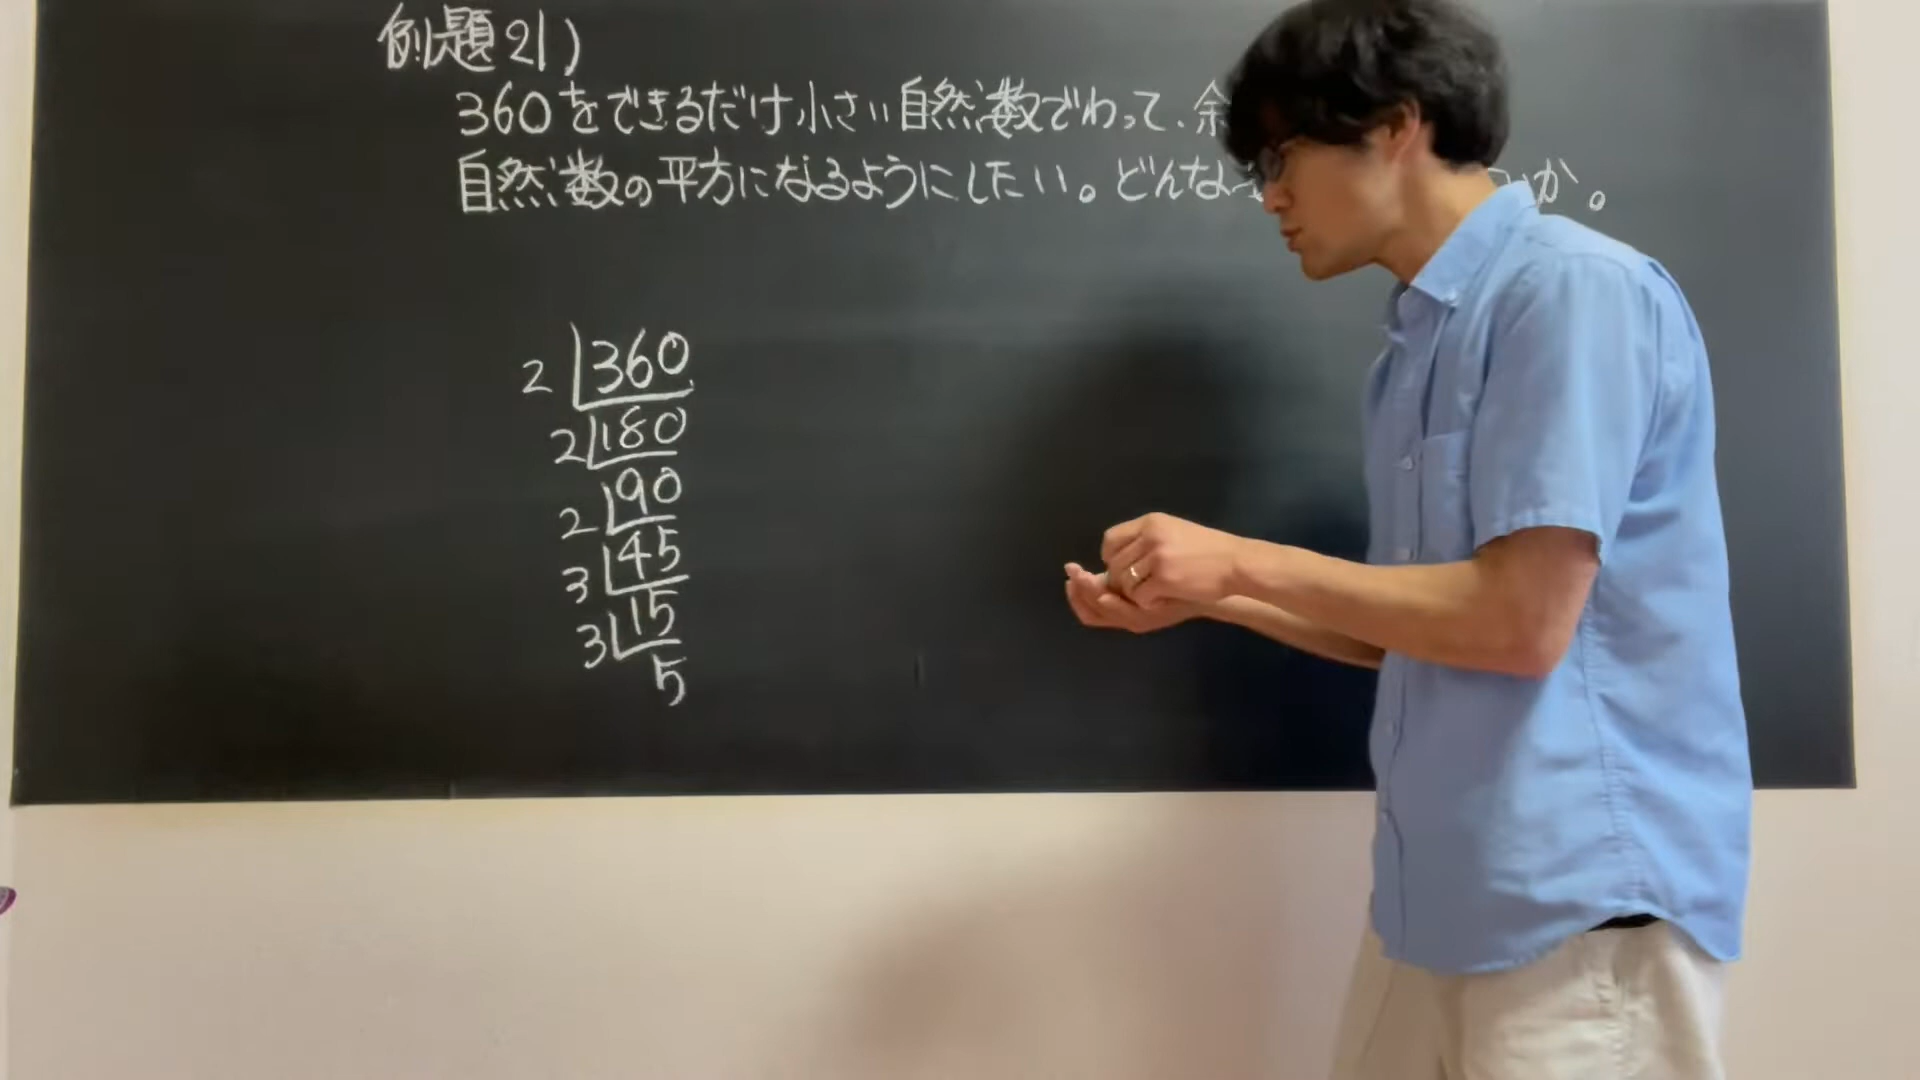 例題21)
360をできるだけ小さい自然数でわって、余
自然数の平方になるようにしたい。どんな か。
2 360
2 180
2 90
3 45
3 15
5